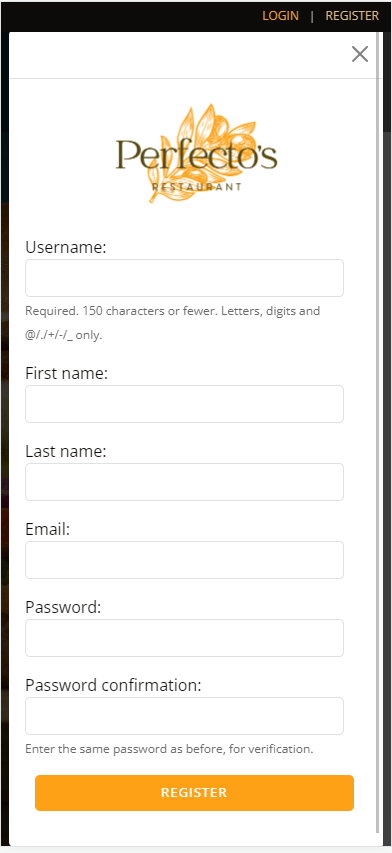 LOGIN | REGISTER
Perfecto's
RESTAURANT
Username:
Required. 150 characters or fewer. Letters, digits and
@/./+/-/_ only.
First name:
Last name:
Email:
Password:
Password confirmation:
Enter the same password as before, for verification.
REGISTER